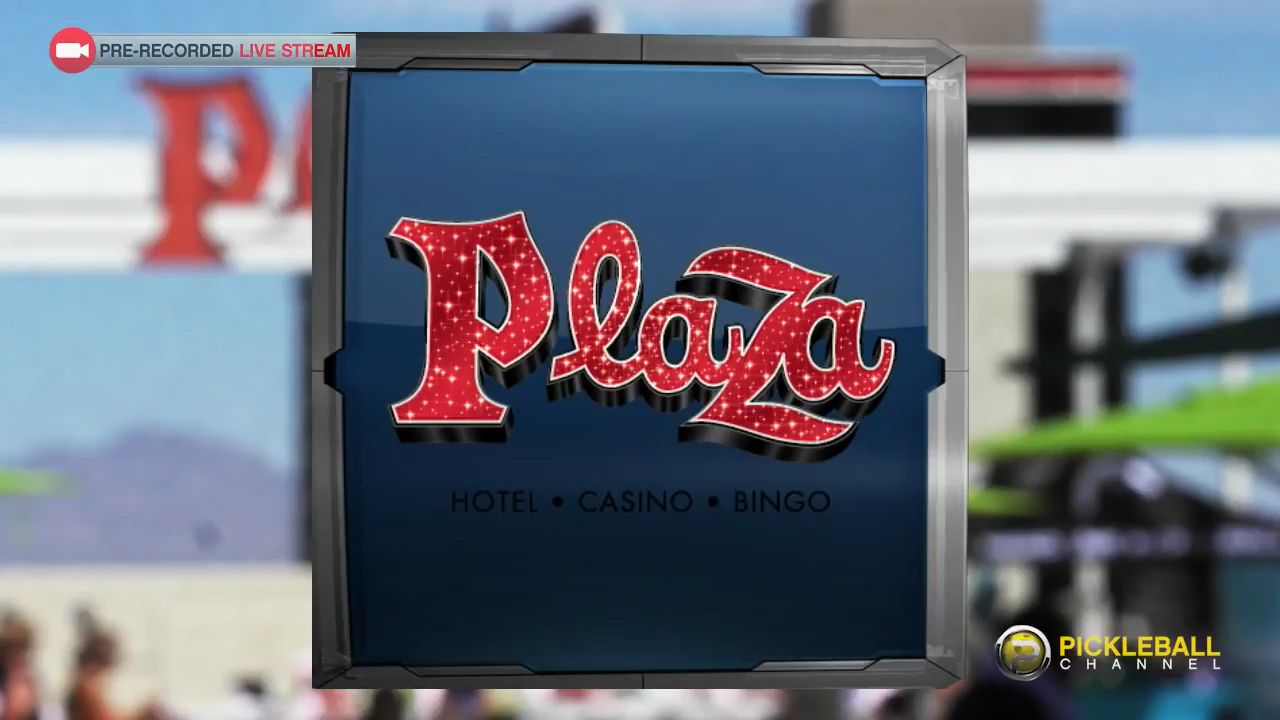 PRE-RECORDED LIVE STREAM
Plaza
HOTEL • CASINO • BINGO
PICKLEBALL
CHANNEL